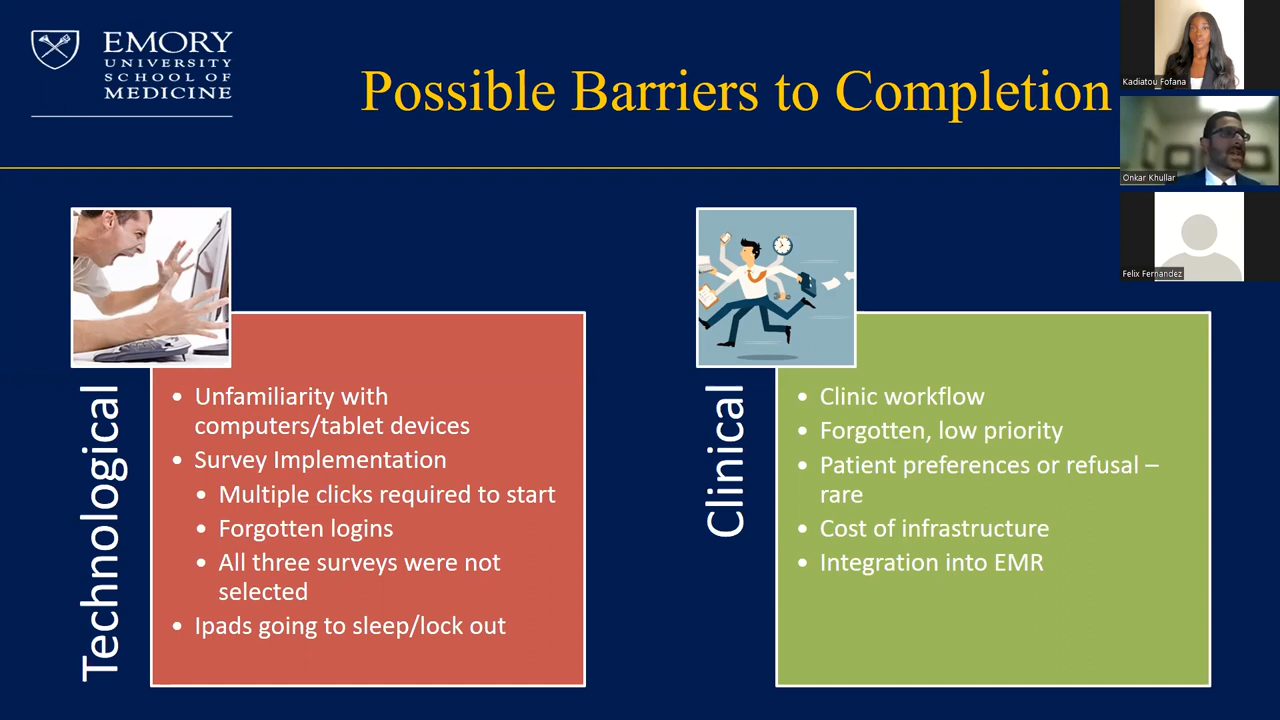 EMORY
UNIVERSITY
SCHOOL OF
MEDICINE
Possible Barriers to Completion
Kadiatou Fofana
Onkar Khullar
Felix Fernandez
Technological
• Unfamiliarity with
computers/tablet devices
• Survey Implementation
• Multiple clicks required to start
• Forgotten logins
• All three surveys were not
selected
• Ipads going to sleep/lock out
Clinical
• Clinic workflow
• Forgotten, low priority
• Patient preferences or refusal –
rare
• Cost of infrastructure
• Integration into EMR